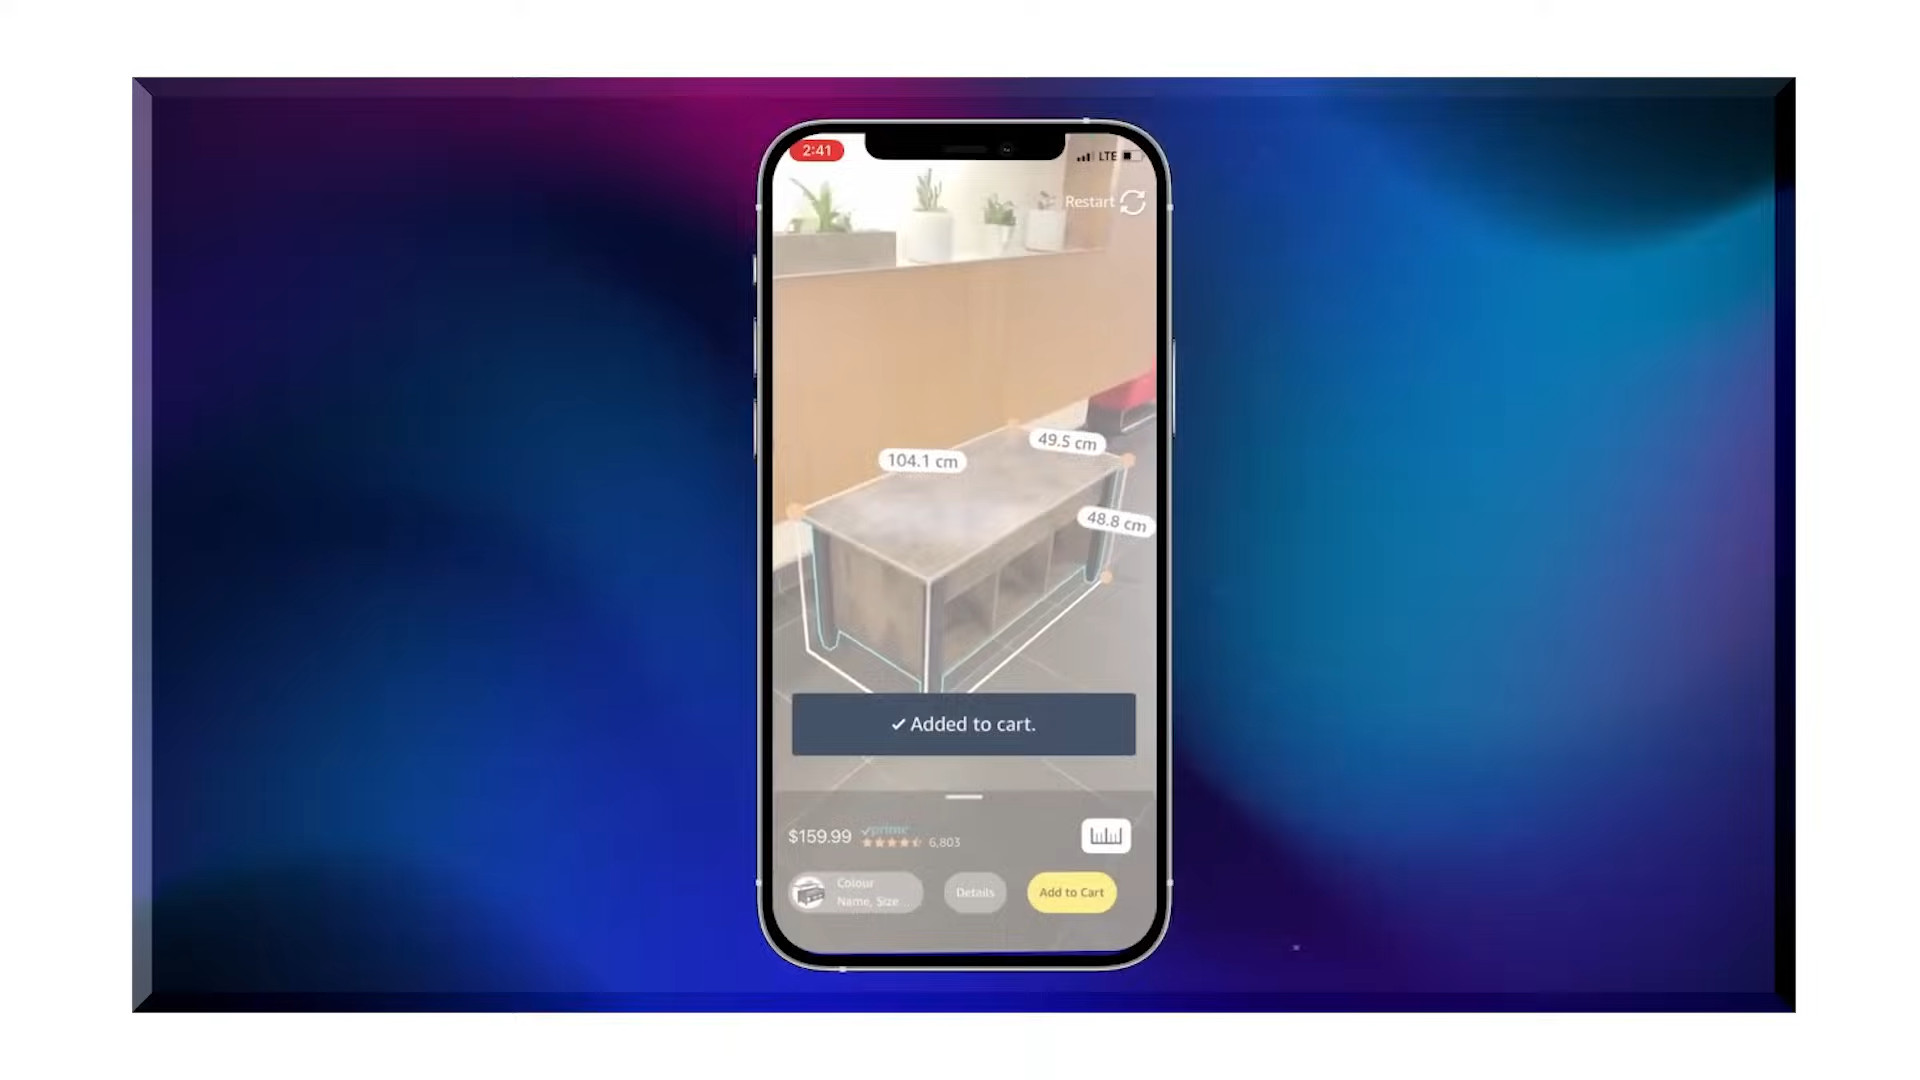 2:41
LTE
Restart
49.5 cm
104.1 cm
48.8 cm
✓ Added to cart.
$159.99
prime
6,803
Colour
Name, Size...
Details
Add to Cart